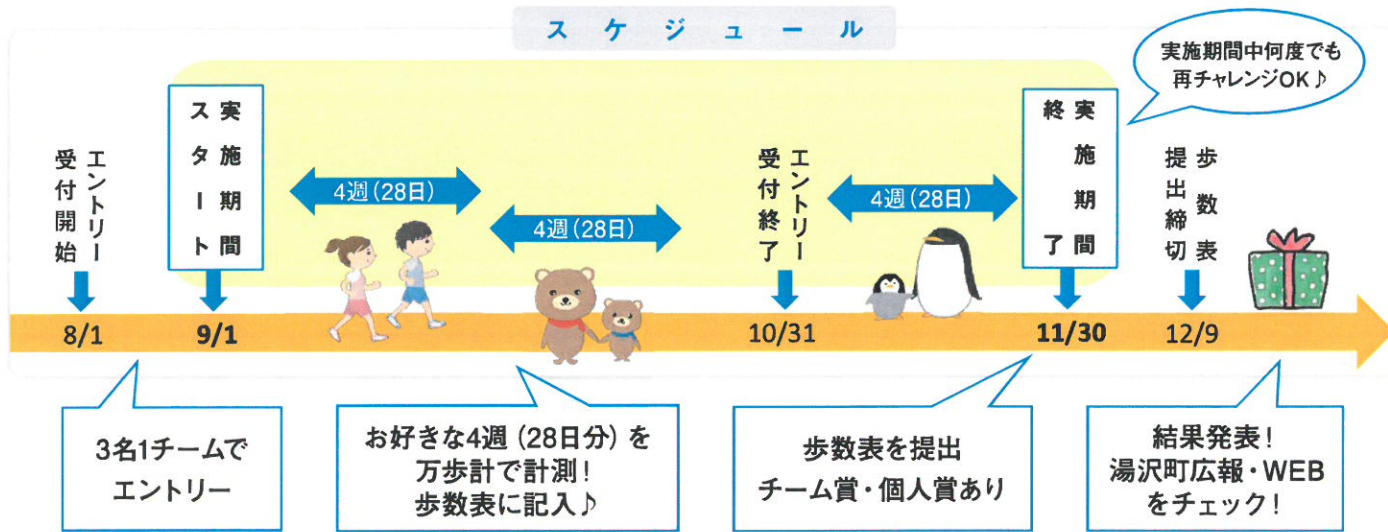 スケジュール
実施期間中何度でも
再チャレンジOK♪
エントリー
受付開始
実施期間
スタート
4週(28日)
4週(28日)
エントリー
受付終了
4週(28日)
実施期間
終了
歩数表
提出締切
8/1
9/1
10/31
11/30
12/9
3名1チームで
エントリー
お好きな4週(28日分)を
万歩計で計測!
歩数表に記入♪
歩数表を提出
チーム賞・個人賞あり
結果発表!
湯沢町広報・WEB
をチェック!